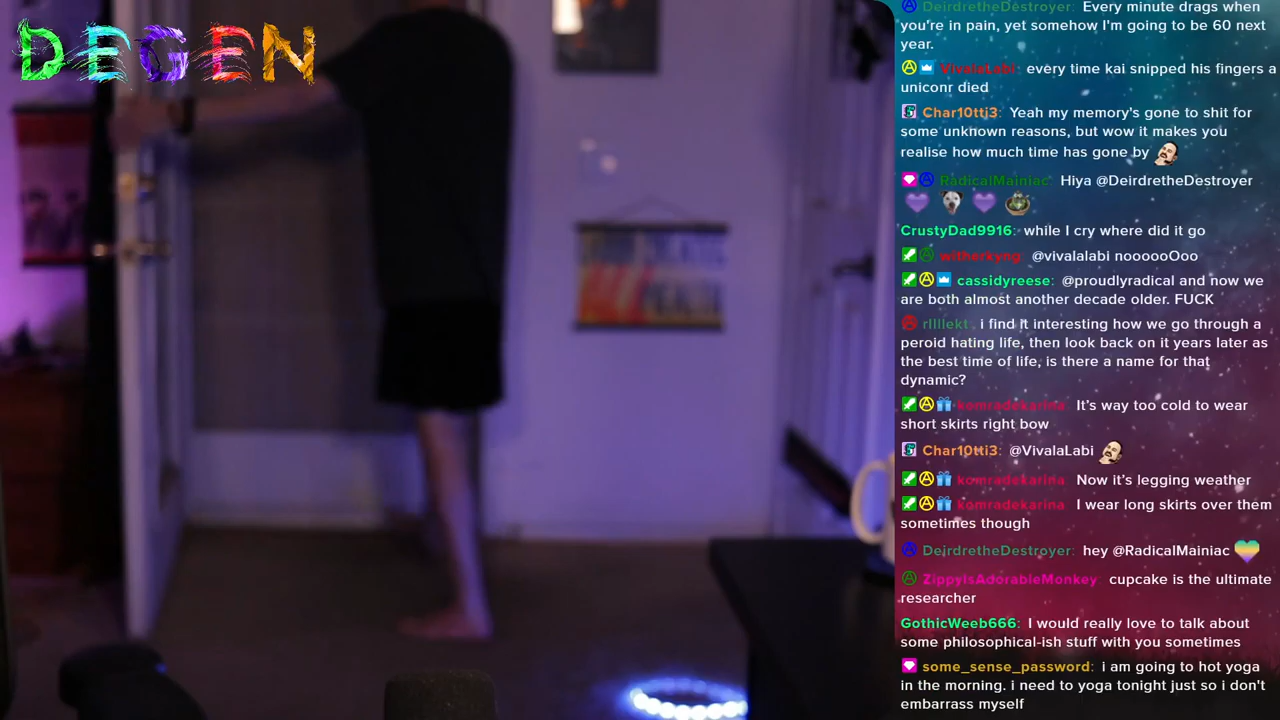 DEGEN
DeirdretheDestroyer: Every minute drags when
you're in pain, yet somehow I'm going to be 60 next
year.
VivalaLabi: every time kai snipped his fingers a
uniconr died
Char10tti3: Yeah my memory's gone to shit for
some unknown reasons, but wow it makes you
realise how much time has gone by
RadicalMainiac: Hiya @DeirdretheDestroyer
CrustyDad9916: while I cry where did it go
witherkyng: @vivalalabi noooooOoo
cassidyreese: @proudlyradical and now we
are both almost another decade older. FUCK
rIIIlekt: i find it interesting how we go through a
peroid hating life, then look back on it years later as
the best time of life, is there a name for that
dynamic?
komradekarina: It's way too cold to wear
short skirts right bow
Char10tti3: @VivalaLabi
komradekarina: Now it's legging weather
komradekarina: I wear long skirts over them
sometimes though
DeirdretheDestroyer: hey @RadicalMainiac
ZippyIsAdorableMonkey: cupcake is the ultimate
researcher
GothicWeeb666: I would really love to talk about
some philosophical-ish stuff with you sometimes
some_sense_password: i am going to hot yoga
in the morning. i need to yoga tonight just so i don't
embarrass myself